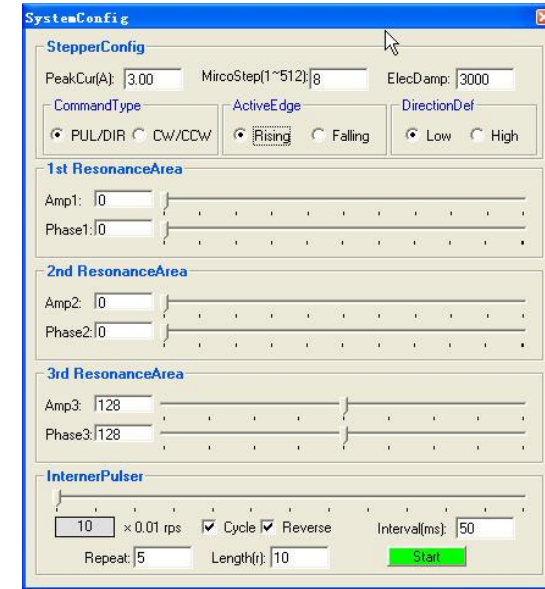 SystemConfig
StepperConfig
PeakCur(A): 3.00 MircoStep(1~512): 8 ElecDamp: 3000
CommandType ActiveEdge DirectionDef
PUL/DIR CW/CCW Rising Falling Low High
1st ResonanceArea
Amp1: 0
Phase1: 0
2nd ResonanceArea
Amp2: 0
Phase2: 0
3rd ResonanceArea
Amp3: 128
Phase3: 128
InternerPulser
10 × 0.01 rps Cycle Reverse Interval(ms): 50
Repeat: 5 Length(r): 10 Start